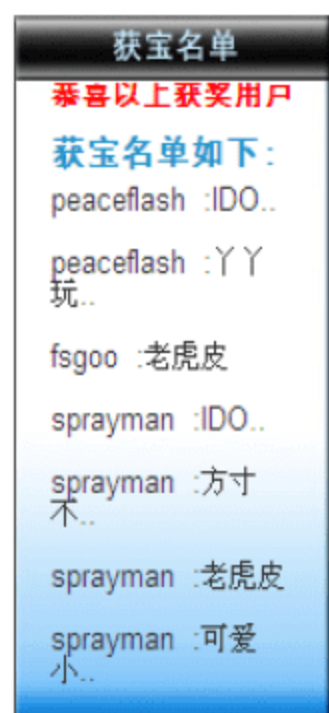 获宝名单
恭喜以上获奖用户
获宝名单如下:
peaceflash :IDO..
peaceflash :丫丫
玩..
fsgoo :老虎皮
sprayman :IDO..
sprayman :方寸
不..
sprayman :老虎皮
sprayman :可爱
小..